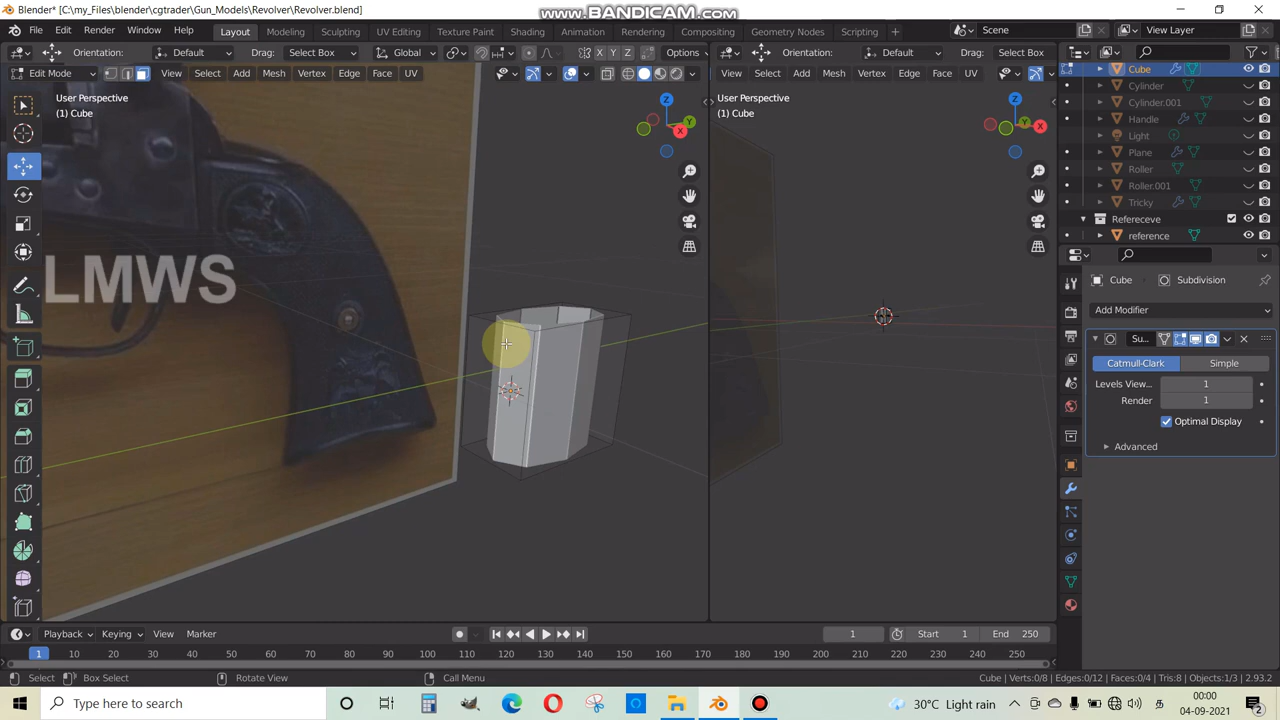 Blender* [C:\my_Files\blender\cgtrader\Gun_Models\Revolver\Revolver.blend]
www.BANDICAM.com
File Edit Render Window Help Layout Modeling Sculpting UV Editing Texture Paint Shading Animation Rendering Compositing Geometry Nodes Scripting + Scene View Layer
Orientation: Default Drag: Select Box Global X Y Z Options Orientation: Default Drag: Select Box
Edit Mode View Select Add Mesh Vertex Edge Face UV View Select Add Mesh Vertex Edge Face UV
Cube
User Perspective
(1) Cube
User Perspective
(1) Cube
Z
Y
X
Z
Y
X
Cylinder
Cylinder.001
Handle
Light
Plane
Roller
Roller.001
Tricky
Refereceve
reference
LMWS
Cube Subdivision
Add Modifier
Su...
Catmull-Clark Simple
Levels View... 1
Render 1
Optimal Display
Advanced
Playback Keying View Marker 1 Start 1 End 250
1 10 20 30 40 50 60 70 80 90 100 110 120 130 140 150 160 170 180 190 200 210 220 230 240 250
Select Box Select Rotate View Call Menu Cube | Verts:0/8 | Edges:0/12 | Faces:0/4 | Tris:8 | Objects:1/3 | 2.93.2
Type here to search 30°C Light rain ENG 00:00
04-09-2021
2